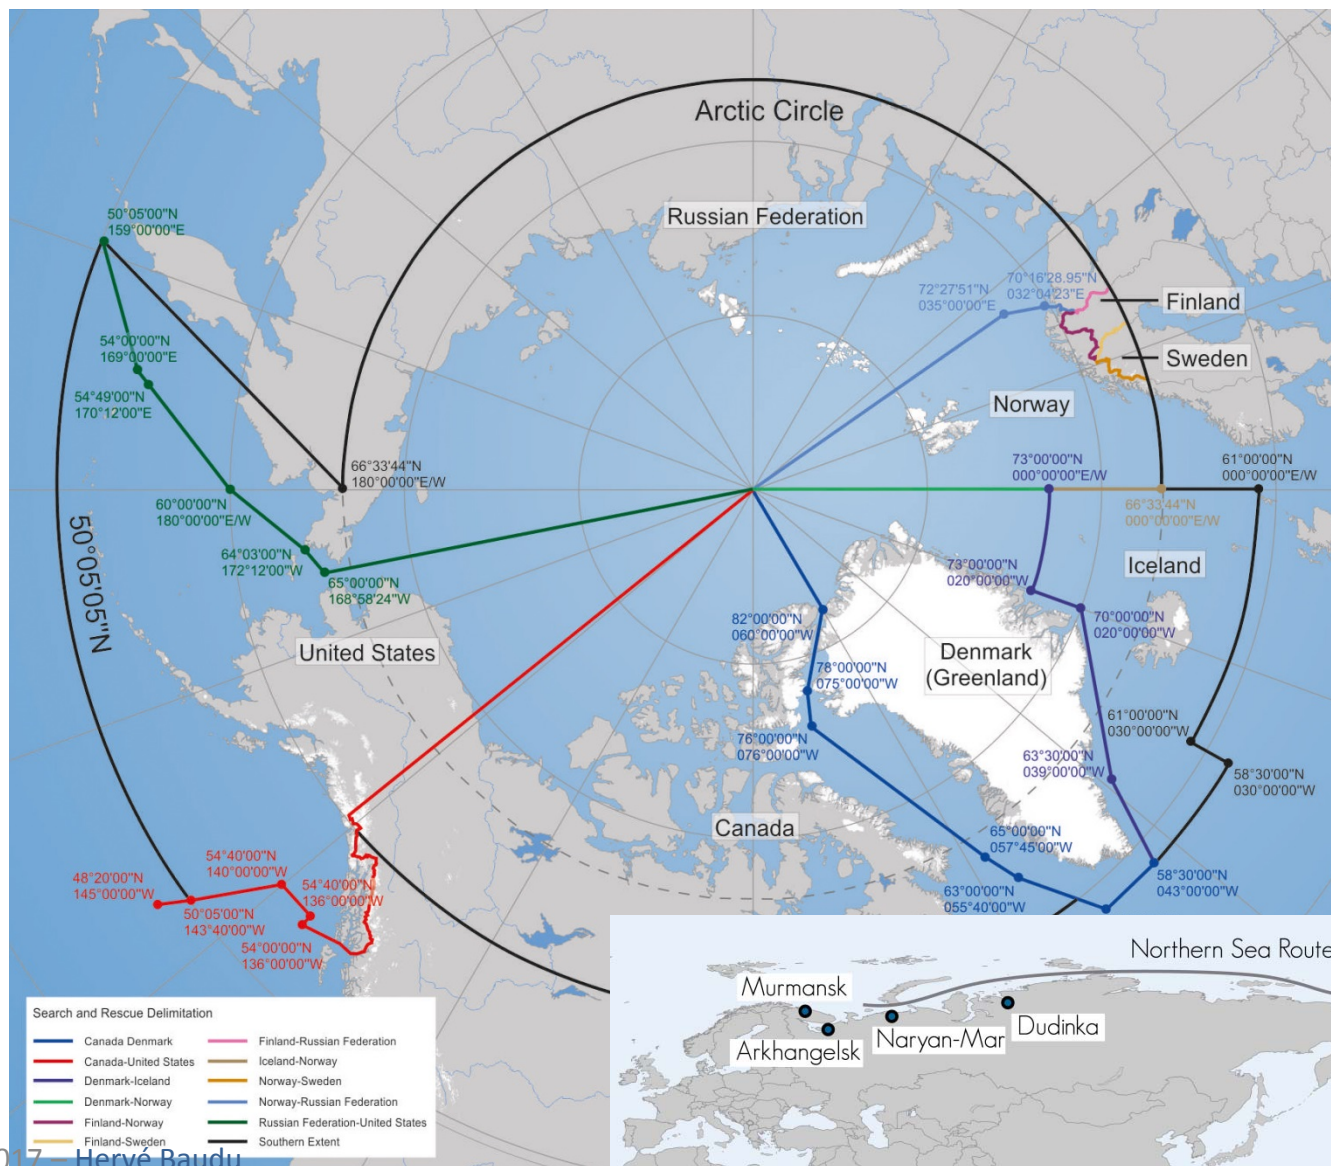 Arctic Circle
Russian Federation
50°05'00"N
159°00'00"E
72°27'51"N
035°00'00"E
70°16'28.95"N
032°04'23"E
Finland
Sweden
54°00'00"N
169°00'00"E
54°49'00"N
170°12'00"E
Norway
66°33'44"N
180°00'00"E/W
73°00'00"N
000°00'00"E/W
61°00'00"N
000°00'00"E/W
66°33'44"N
000°00'00"E/W
60°00'00"N
180°00'00"E/W
50°05'05"N
64°03'00"N
172°12'00"W
65°00'00"N
168°58'24"W
73°00'00"N
020°00'00"W
Iceland
82°00'00"N
060°00'00"W
70°00'00"N
020°00'00"W
United States
Denmark
(Greenland)
78°00'00"N
075°00'00"W
61°00'00"N
030°00'00"W
76°00'00"N
076°00'00"W
63°30'00"N
039°00'00"W
58°30'00"N
030°00'00"W
Canada
65°00'00"N
057°45'00"W
54°40'00"N
140°00'00"W
48°20'00"N
145°00'00"W
54°40'00"N
136°00'00"W
58°30'00"N
043°00'00"W
63°00'00"N
055°40'00"W
50°05'00"N
143°40'00"W
54°00'00"N
136°00'00"W
Northern Sea Route
Murmansk
Arkhangelsk
Naryan-Mar
Dudinka
Search and Rescue Delimitation
Canada Denmark
Canada-United States
Denmark-Iceland
Denmark-Norway
Finland-Norway
Finland-Sweden
Finland-Russian Federation
Iceland-Norway
Norway-Sweden
Norway-Russian Federation
Russian Federation-United States
Southern Extent
017 – Hervé Baudu